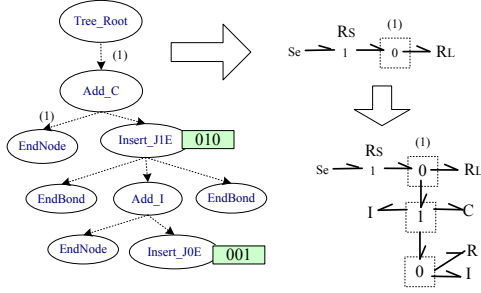 Tree_Root
(1)
Add_C
(1)
EndNode
Insert_J1E
010
EndBond
Add_I
EndBond
EndNode
Insert_J0E
001
(1)
RS
Se
1
0
RL
(1)
RS
Se
1
0
RL
I
1
C
0
R
I